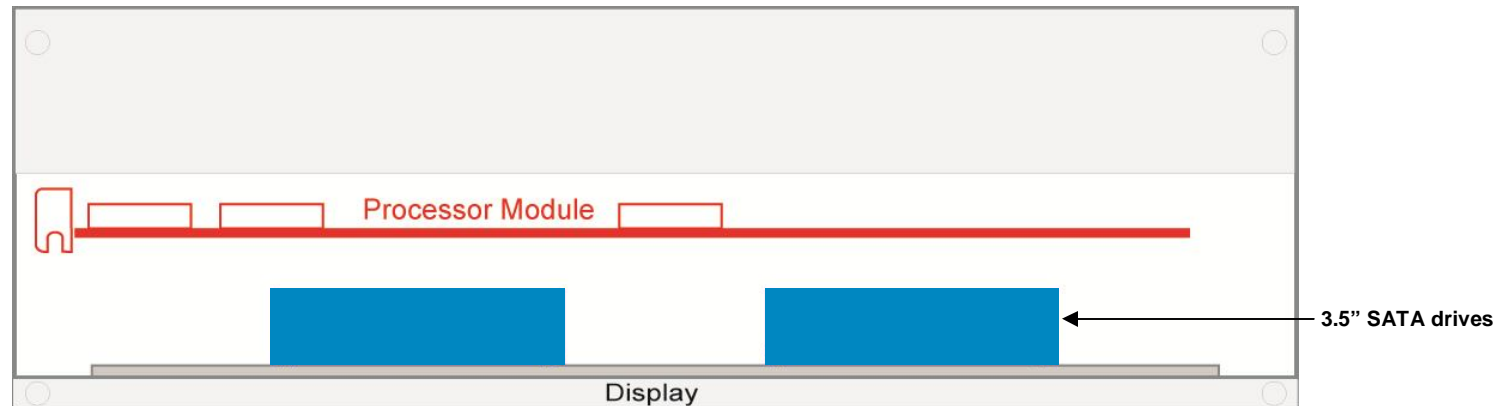 Processor Module
3.5” SATA drives
Display